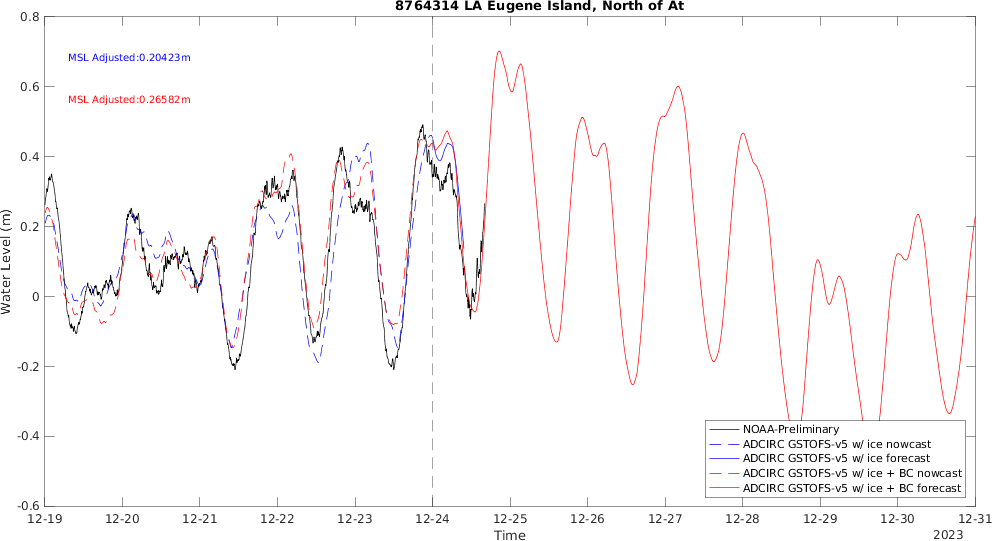 8764314 LA Eugene Island, North of At
MSL Adjusted:0.20423m
MSL Adjusted:0.26582m
Water Level (m)
0.8
0.6
0.4
0.2
0
-0.2
-0.4
-0.6
NOAA-Preliminary
ADCIRC GSTOFS-v5 w/ ice nowcast
ADCIRC GSTOFS-v5 w/ ice forecast
ADCIRC GSTOFS-v5 w/ ice + BC nowcast
ADCIRC GSTOFS-v5 w/ ice + BC forecast
12-19 12-20 12-21 12-22 12-23 12-24 12-25 12-26 12-27 12-28 12-29 12-30 12-31
Time
2023